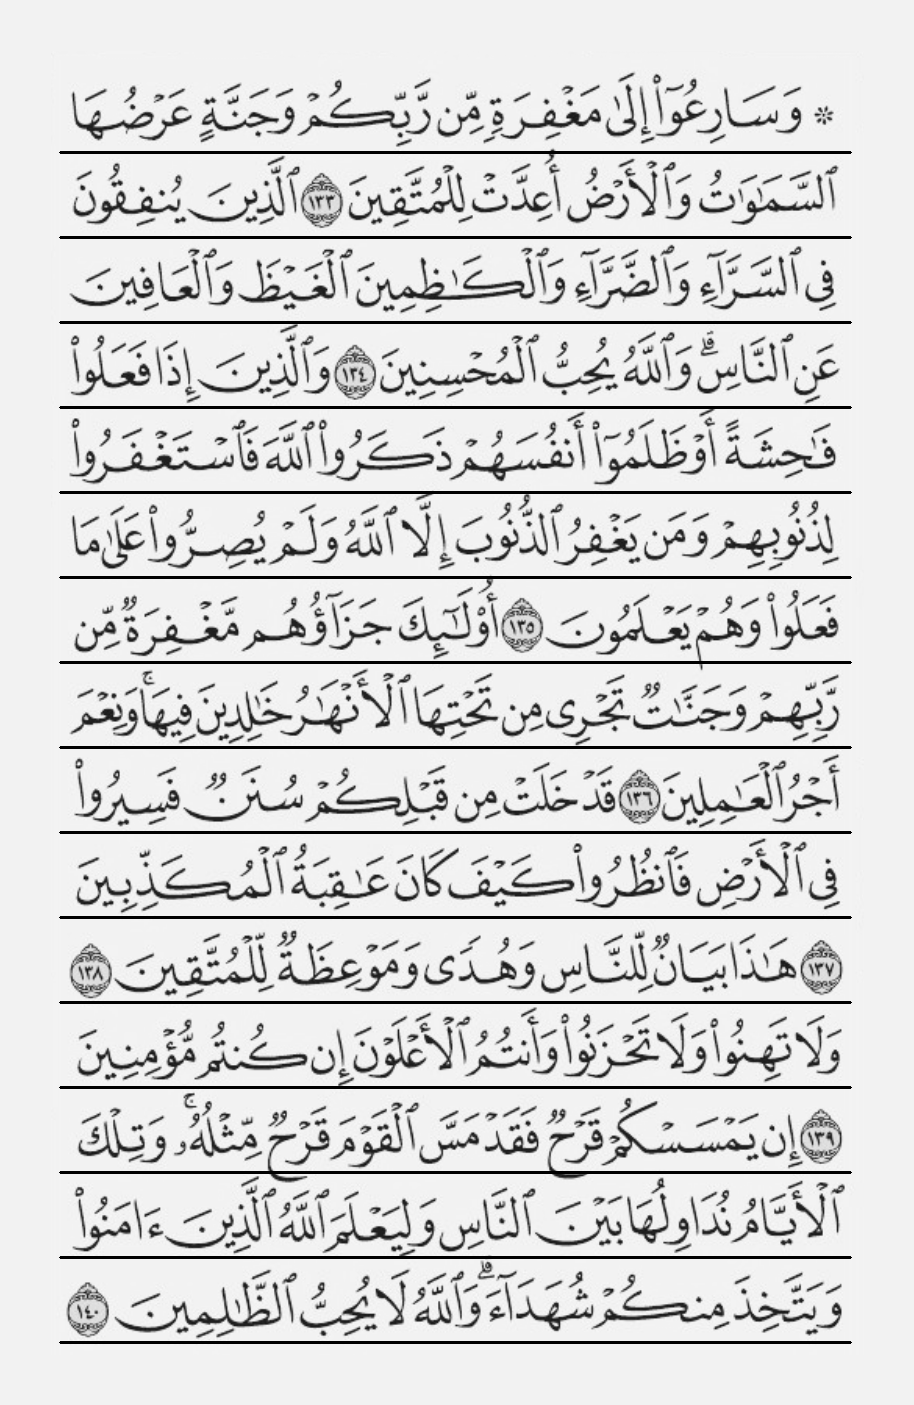 ۞ وَسَارِعُوٓا۟ إِلَىٰ مَغْفِرَةٍ مِّن رَّبِّكُمْ وَجَنَّةٍ عَرْضُهَا
ٱلسَّمَـٰوَٰتُ وَٱلْأَرْضُ أُعِدَّتْ لِلْمُتَّقِينَ ١٣٣ ٱلَّذِينَ يُنفِقُونَ
فِى ٱلسَّرَّآءِ وَٱلضَّرَّآءِ وَٱلْكَـٰظِمِينَ ٱلْغَيْظَ وَٱلْعَافِينَ
عَنِ ٱلنَّاسِ ۗ وَٱللَّهُ يُحِبُّ ٱلْمُحْسِنِينَ ١٣٤ وَٱلَّذِينَ إِذَا فَعَلُوا۟
فَـٰحِشَةً أَوْ ظَلَمُوٓا۟ أَنفُسَهُمْ ذَكَرُوا۟ ٱللَّهَ فَٱسْتَغْفَرُوا۟
لِذُنُوبِهِمْ وَمَن يَغْفِرُ ٱلذُّنُوبَ إِلَّا ٱللَّهُ وَلَمْ يُصِرُّوا۟ عَلَىٰ مَا
فَعَلُوا۟ وَهُمْ يَعْلَمُونَ ١٣٥ أُو۟لَـٰٓئِكَ جَزَآؤُهُم مَّغْفِرَةٌ مِّن
رَّبِّهِمْ وَجَنَّـٰتٌ تَجْرِى مِن تَحْتِهَا ٱلْأَنْهَـٰرُ خَـٰلِدِينَ فِيهَا ۚ وَنِعْمَ
أَجْرُ ٱلْعَـٰمِلِينَ ١٣٦ قَدْ خَلَتْ مِن قَبْلِكُمْ سُنَنٌ فَسِيرُوا۟
فِى ٱلْأَرْضِ فَٱنظُرُوا۟ كَيْفَ كَانَ عَـٰقِبَةُ ٱلْمُكَذِّبِينَ
١٣٧ هَـٰذَا بَيَانٌ لِّلنَّاسِ وَهُدًى وَمَوْعِظَةٌ لِّلْمُتَّقِينَ ١٣٨
وَلَا تَهِنُوا۟ وَلَا تَحْزَنُوا۟ وَأَنتُمُ ٱلْأَعْلَوْنَ إِن كُنتُم مُّؤْمِنِينَ
١٣٩ إِن يَمْسَسْكُمْ قَرْحٌ فَقَدْ مَسَّ ٱلْقَوْمَ قَرْحٌ مِّثْلُهُۥ ۚ وَتِلْكَ
ٱلْأَيَّامُ نُدَاوِلُهَا بَيْنَ ٱلنَّاسِ وَلِيَعْلَمَ ٱللَّهُ ٱلَّذِينَ ءَامَنُوا۟
وَيَتَّخِذَ مِنكُمْ شُهَدَآءَ ۗ وَٱللَّهُ لَا يُحِبُّ ٱلظَّـٰلِمِينَ ١٤٠